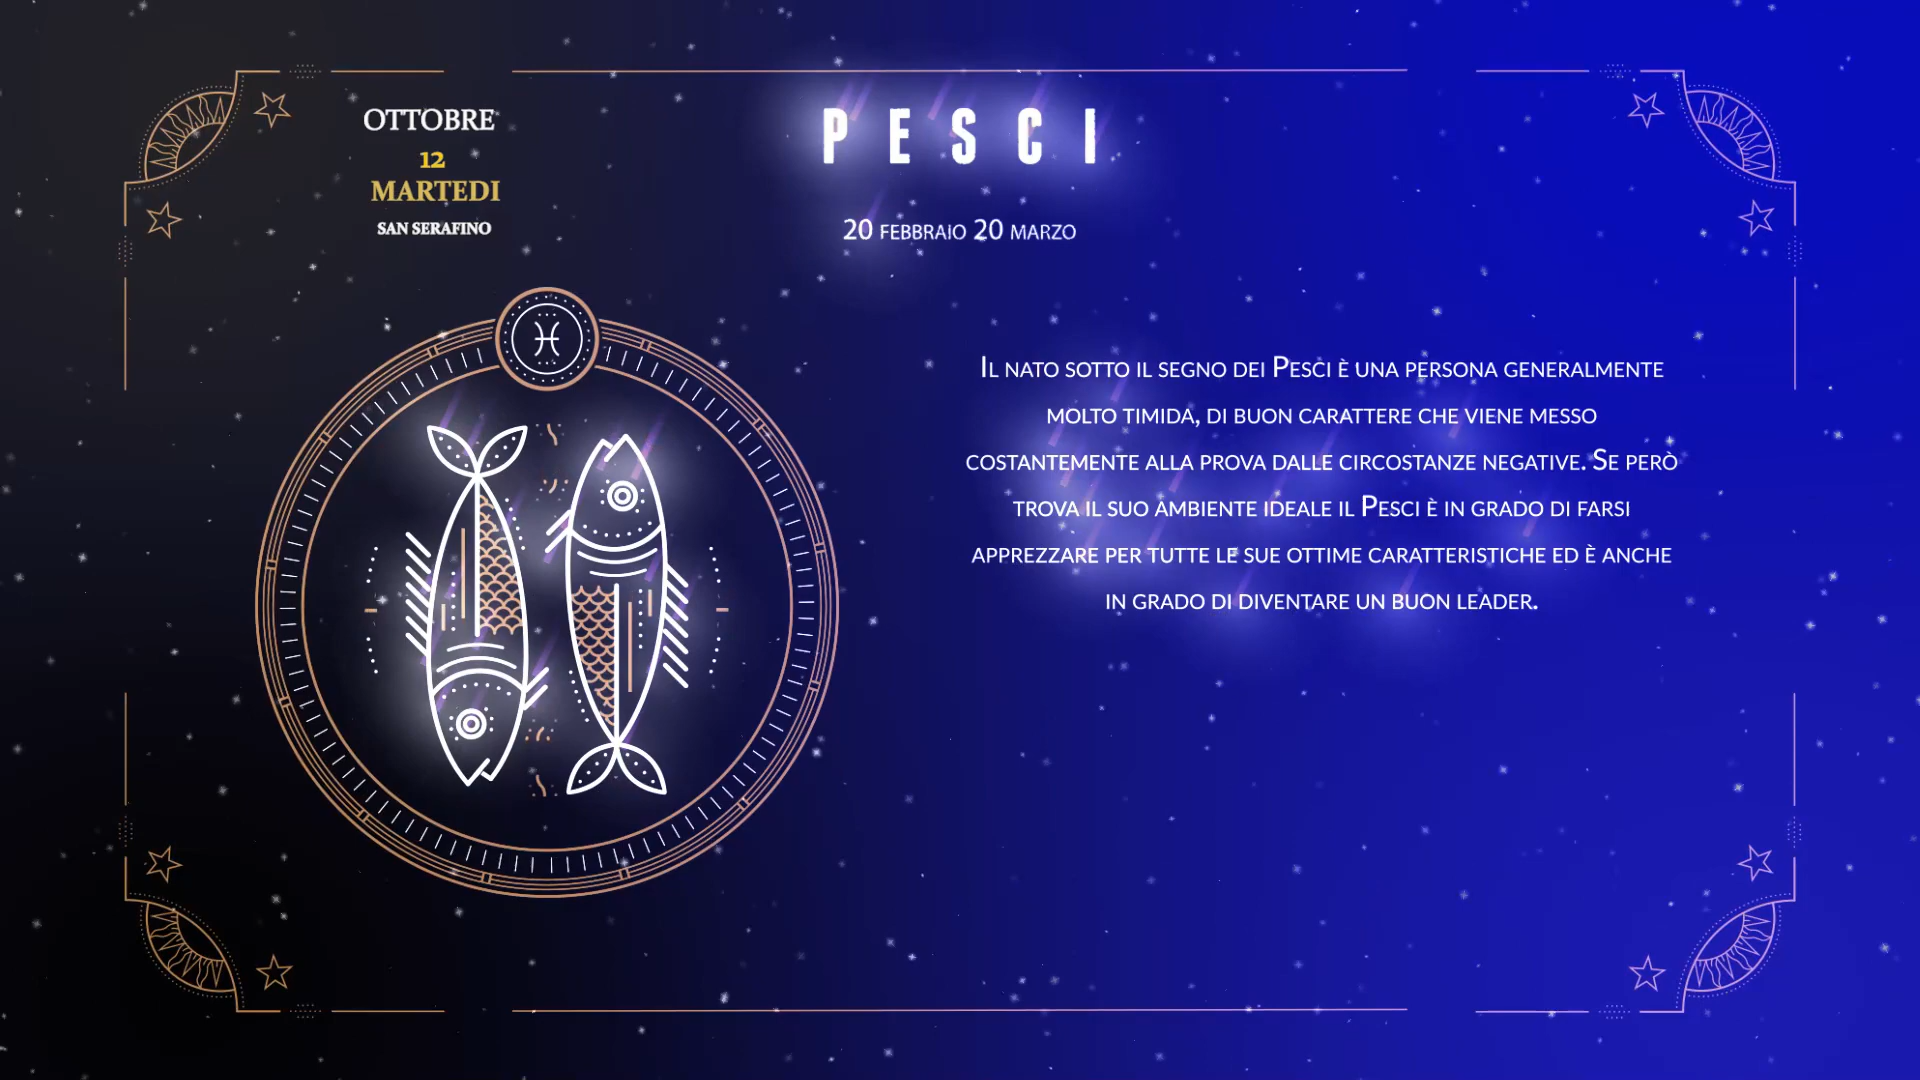 OTTOBRE
12
MARTEDI
SAN SERAFINO
PESCI
20 FEBBRAIO 20 MARZO
Il nato sotto il segno dei Pesci è una persona generalmente
molto timida, di buon carattere che viene messo
costantemente alla prova dalle circostanze negative. Se però
trova il suo ambiente ideale il Pesci è in grado di farsi
apprezzare per tutte le sue ottime caratteristiche ed è anche
in grado di diventare un buon leader.